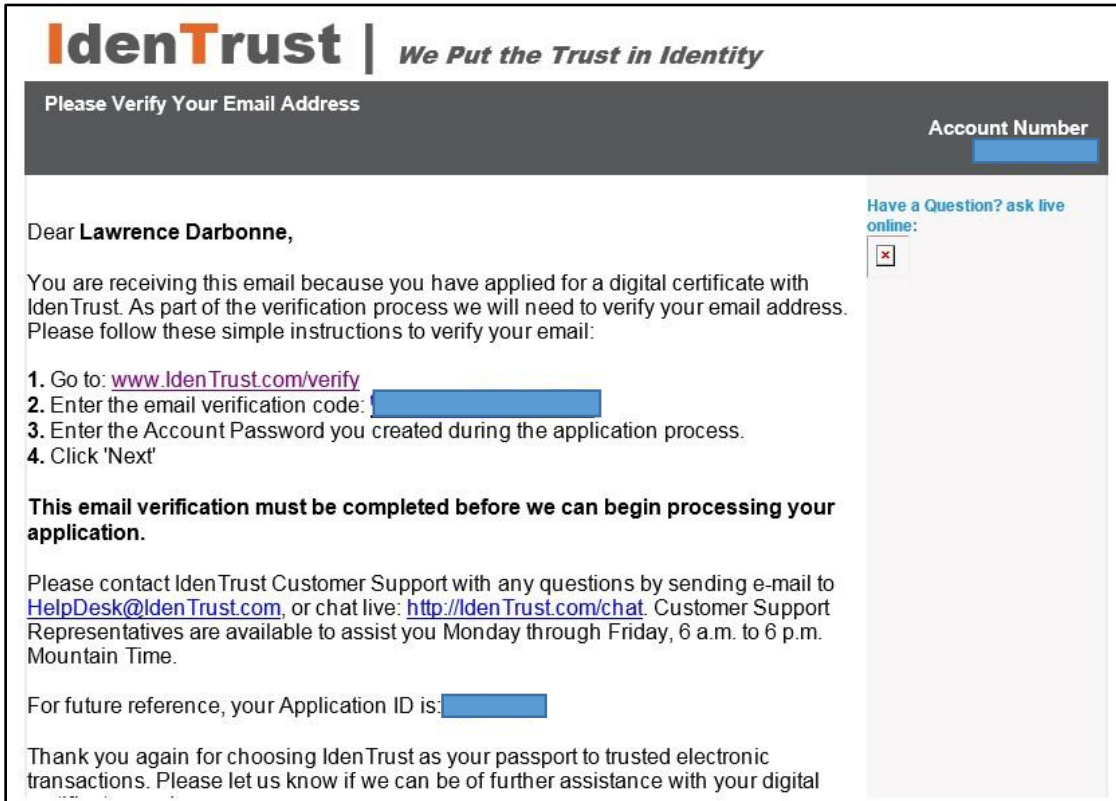 IdenTrust | We Put the Trust in Identity
Please Verify Your Email Address
Account Number
Have a Question? ask live
online:
Dear Lawrence Darbonne,
You are receiving this email because you have applied for a digital certificate with
IdenTrust. As part of the verification process we will need to verify your email address.
Please follow these simple instructions to verify your email:
1. Go to: www.IdenTrust.com/verify
2. Enter the email verification code:
3. Enter the Account Password you created during the application process.
4. Click 'Next'
This email verification must be completed before we can begin processing your
application.
Please contact IdenTrust Customer Support with any questions by sending e-mail to
HelpDesk@IdenTrust.com, or chat live: http://IdenTrust.com/chat. Customer Support
Representatives are available to assist you Monday through Friday, 6 a.m. to 6 p.m.
Mountain Time.
For future reference, your Application ID is:
Thank you again for choosing IdenTrust as your passport to trusted electronic
transactions. Please let us know if we can be of further assistance with your digital